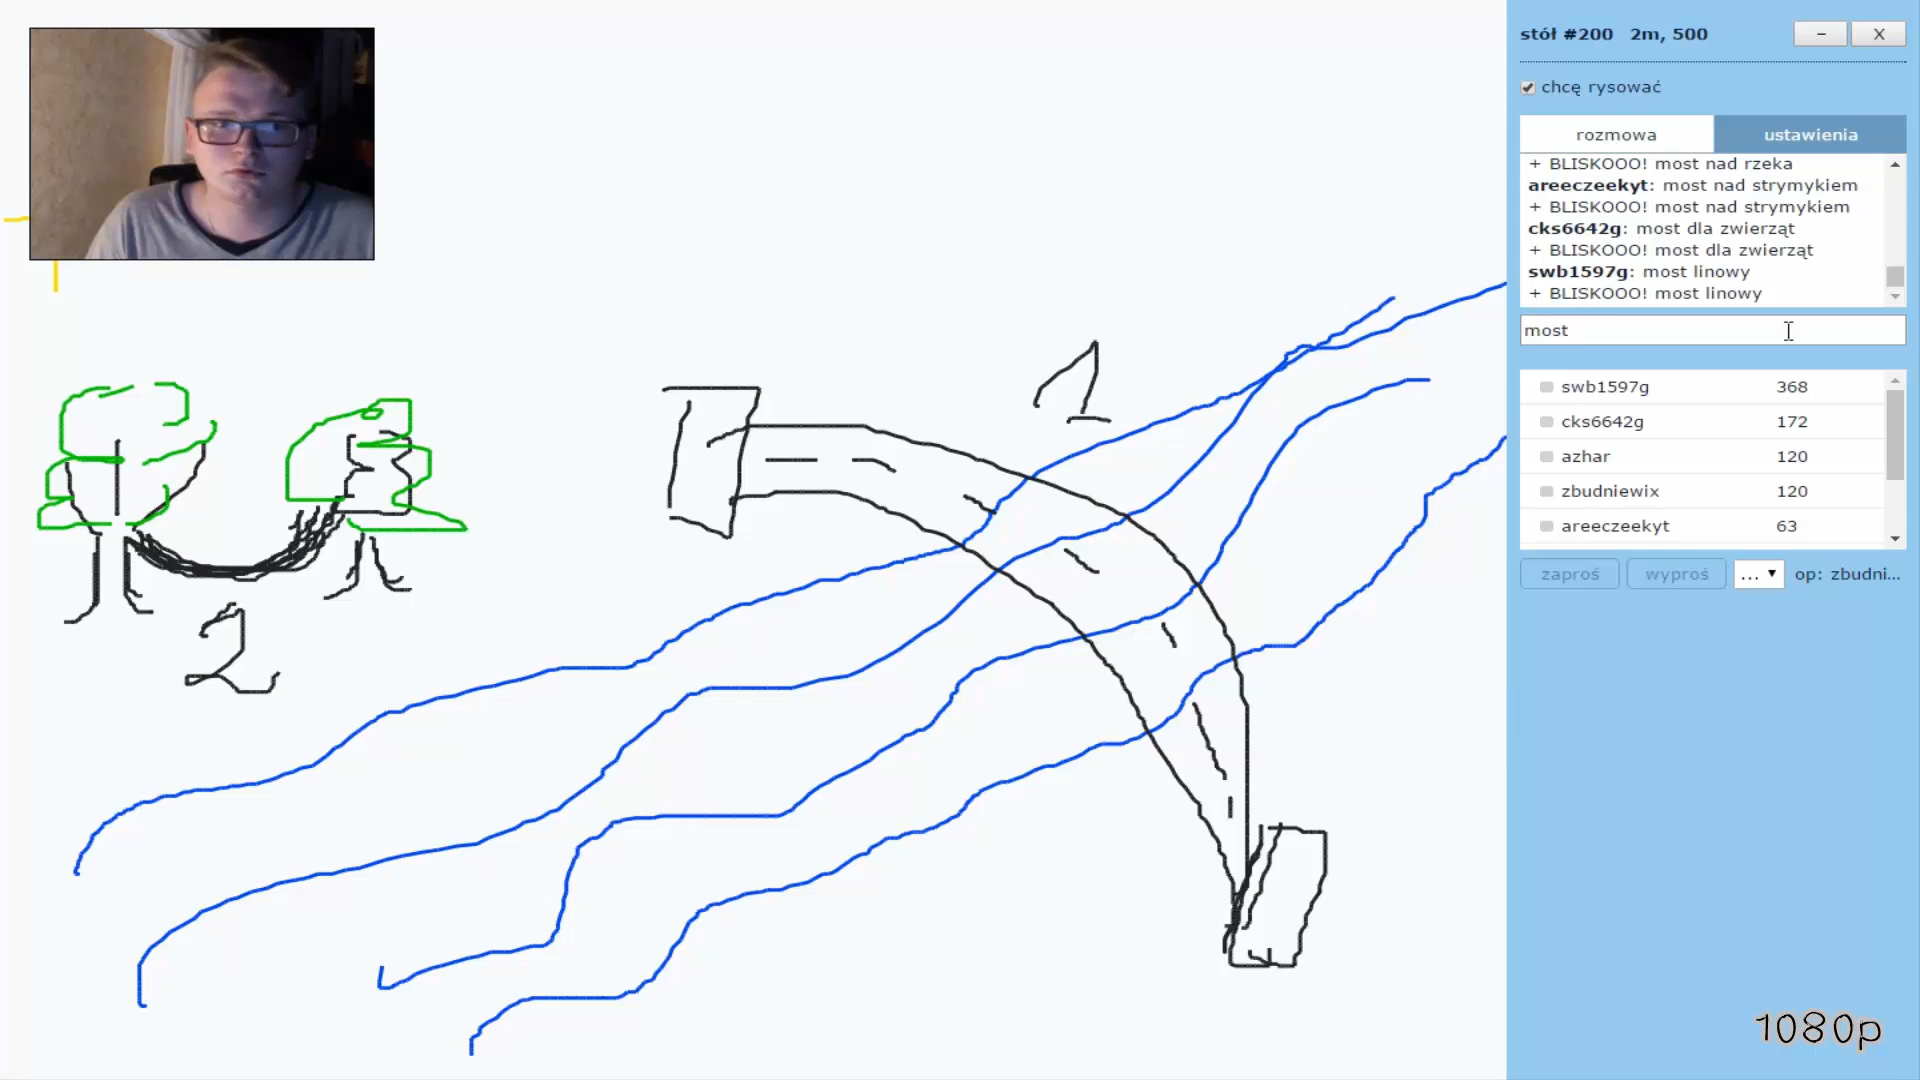 stół #200 2m, 500
–
X
chcę rysować
rozmowa
ustawienia
+ BLISKOOO! most nad rzeka
areeczeekyt: most nad strymykiem
+ BLISKOOO! most nad strymykiem
cks6642g: most dla zwierząt
+ BLISKOOO! most dla zwierząt
swb1597g: most linowy
+ BLISKOOO! most linowy
most
swb1597g 368
cks6642g 172
azhar 120
zbudniewix 120
areeczeekyt 63
zaproś
wyproś
...
op: zbudni...
1
2
1080p